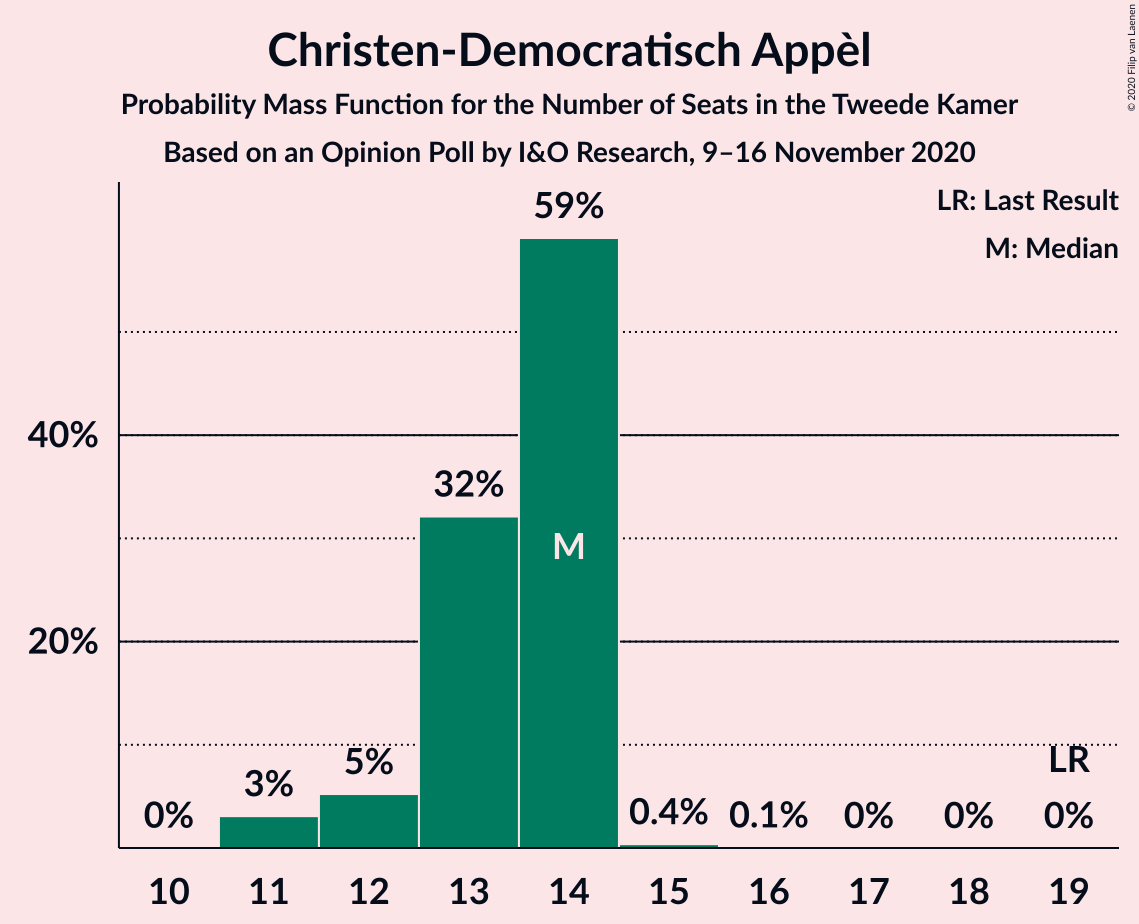 Christen-Democratisch Appèl
Probability Mass Function for the Number of Seats in the Tweede Kamer
Based on an Opinion Poll by I&O Research, 9–16 November 2020
© 2020 Filip van Laenen
LR: Last Result
M: Median
59%
40%
32%
M
20%
5%
3%
LR
0%
0.4%
0.1%
0%
0%
0%
10 11 12 13 14 15 16 17 18 19